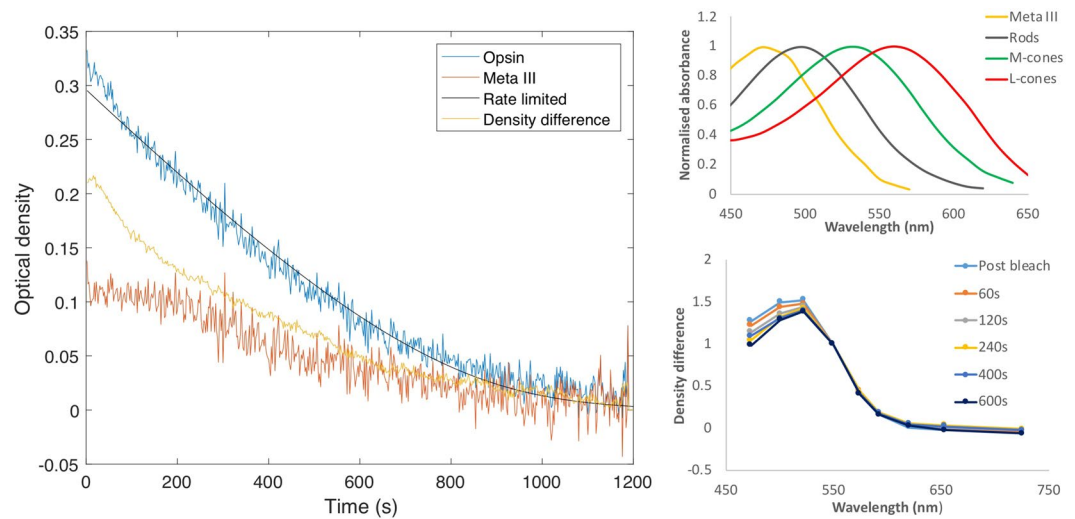 0.35
0.3
0.25
0.2
0.15
0.1
0.05
0
-0.05
Optical density
0 200 400 600 800 1000 1200
Time (s)
Opsin
Meta III
Rate limited
Density difference
1.2
1
0.8
0.6
0.4
0.2
0
Normalised absorbance
450 500 550 600 650
Wavelength (nm)
Meta III
Rods
M-cones
L-cones
2
1.5
1
0.5
0
-0.5
Density difference
450 550 650 750
Wavelength (nm)
Post bleach
60s
120s
240s
400s
600s